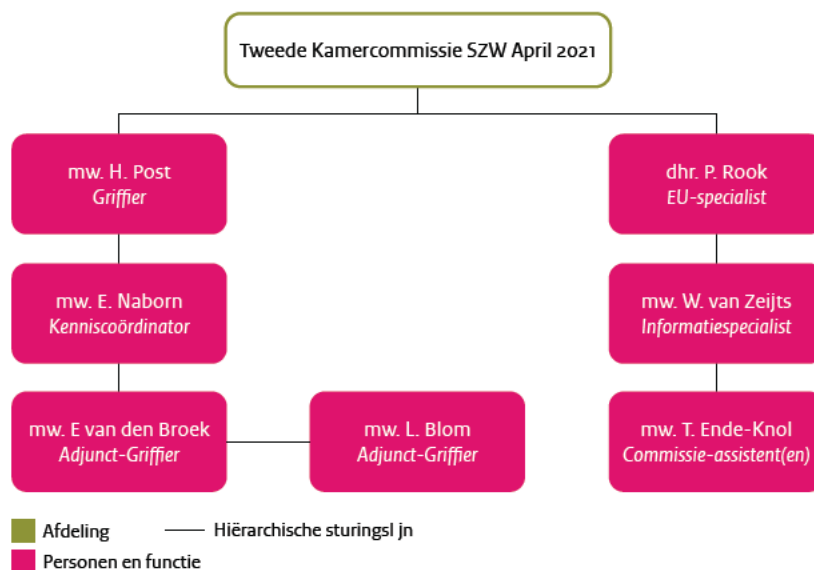 Tweede Kamercommissie SZW April 2021
mw. H. Post
Griffier
dhr. P. Rook
EU-specialist
mw. E. Naborn
Kenniscoördinator
mw. W. van Zeijts
Informatiespecialist
mw. E van den Broek
Adjunct-Griffier
mw. L. Blom
Adjunct-Griffier
mw. T. Ende-Knol
Commissie-assistent(en)
Afdeling
Hiërarchische sturingsl jn
Personen en functie